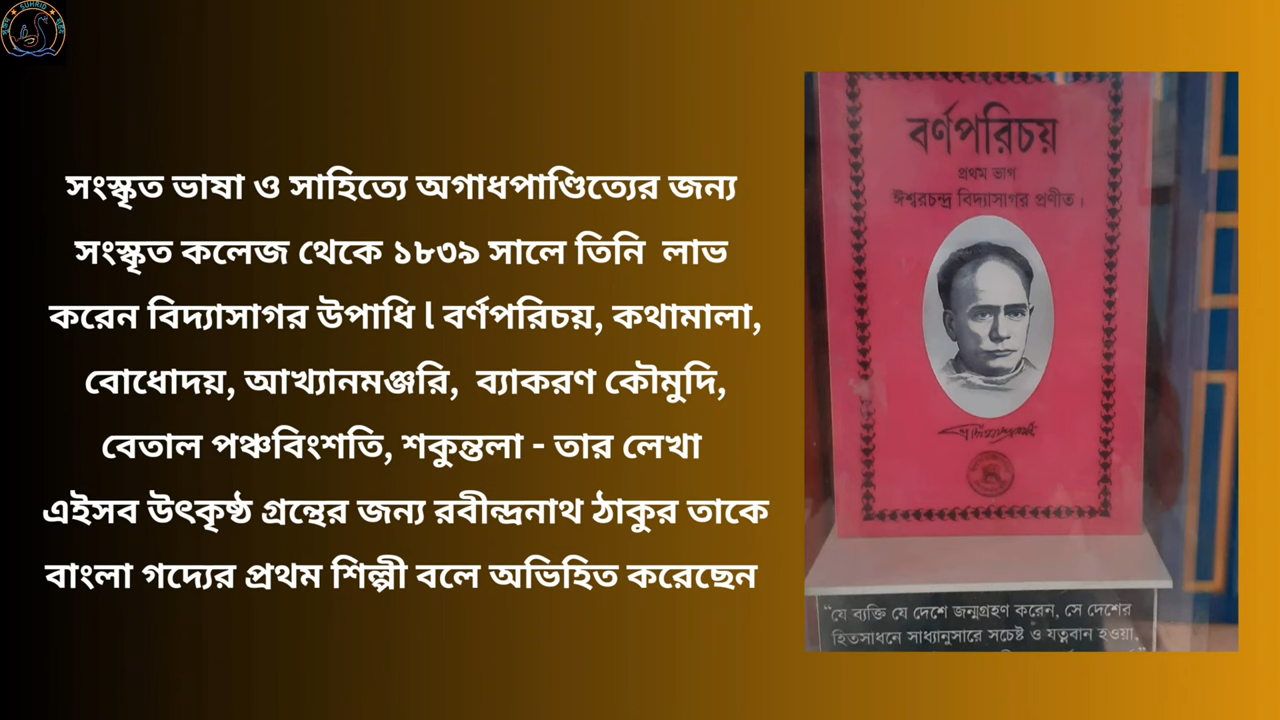 SUHRID
সংস্কৃত ভাষা ও সাহিত্যে অগাধপাণ্ডিত্যের জন্য
সংস্কৃত কলেজ থেকে ১৮৩৯ সালে তিনি লাভ
করেন বিদ্যাসাগর উপাধি l বর্ণপরিচয়, কথামালা,
বোধোদয়, আখ্যানমঞ্জরি, ব্যাকরণ কৌমুদি,
বেতাল পঞ্চবিংশতি, শকুন্তলা - তার লেখা
এইসব উৎকৃষ্ঠ গ্রন্থের জন্য রবীন্দ্রনাথ ঠাকুর তাকে
বাংলা গদ্যের প্রথম শিল্পী বলে অভিহিত করেছেন
বর্ণপরিচয়
প্রথম ভাগ
ঈশ্বরচন্দ্র বিদ্যাসাগর প্রণীত।
“যে ব্যক্তি যে দেশে জন্মগ্রহণ করেন, সে দেশের
হিতসাধনে সাধ্যানুসারে সচেষ্ট ও যত্নবান হওয়া,